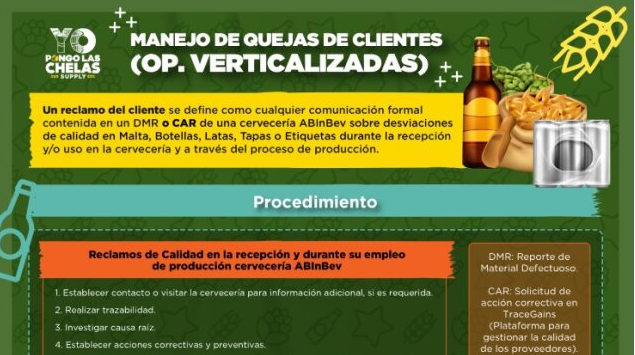 YO
PONGO LAS
CHELAS
SUPPLY
MANEJO DE QUEJAS DE CLIENTES
(OP. VERTICALIZADAS)
Un reclamo del cliente se define como cualquier comunicación formal
contenida en un DMR o CAR de una cervecería ABInBev sobre desviaciones
de calidad en Malta, Botellas, Latas, Tapas o Etiquetas durante la recepción
y/o uso en la cervecería y a través del proceso de producción.
Procedimiento
Reclamos de Calidad en la recepción y durante su empleo
de producción cervecería ABInBev
1. Establecer contacto o visitar la cervecería para información adicional, si es requerida.
2. Realizar trazabilidad.
3. Investigar causa raíz.
4. Establecer acciones correctivas y preventivas.
DMR: Reporte de
Material Defectuoso.
CAR: Solicitud de
acción correctiva en
TraceGains
(Plataforma para
gestionar la calidad
de los proveedores).